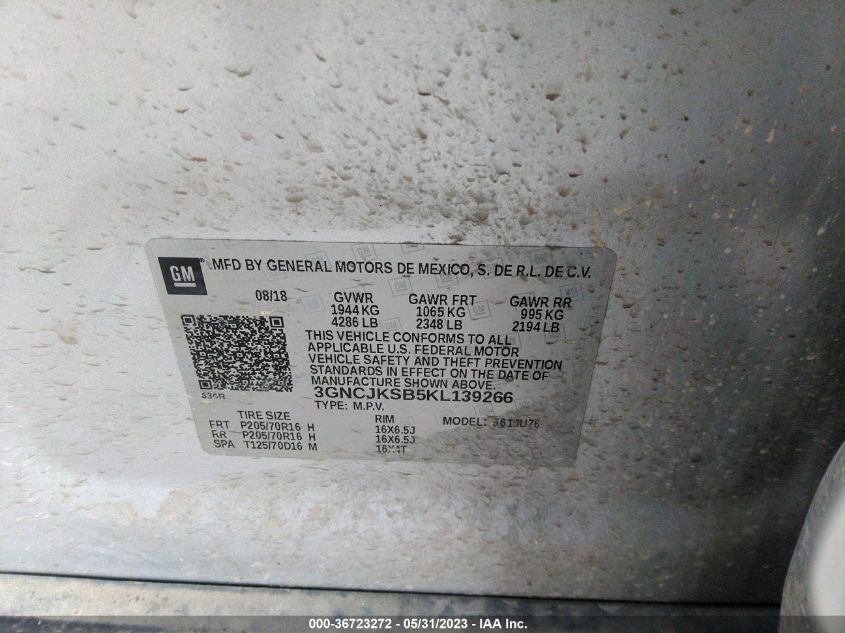 GM ® MFD BY GENERAL MOTORS DE MEXICO, S. DE R.L. DE C.V.
08/18 GVWR GAWR FRT GAWR RR
1944 KG 1065 KG 995 KG
4286 LB 2348 LB 2194 LB
THIS VEHICLE CONFORMS TO ALL
APPLICABLE U.S. FEDERAL MOTOR
VEHICLE SAFETY AND THEFT PREVENTION
STANDARDS IN EFFECT ON THE DATE OF
MANUFACTURE SHOWN ABOVE.
3GNCJKSB5KL139266
TYPE: M.P.V. MODEL:
TIRE SIZE RIM
FRT P205/70R16 H 16X6.5J
RR P205/70R16 H 16X6.5J
SPA T125/70D16 M 16X4T
000-36723272 - 05/31/2023 - IAA Inc.